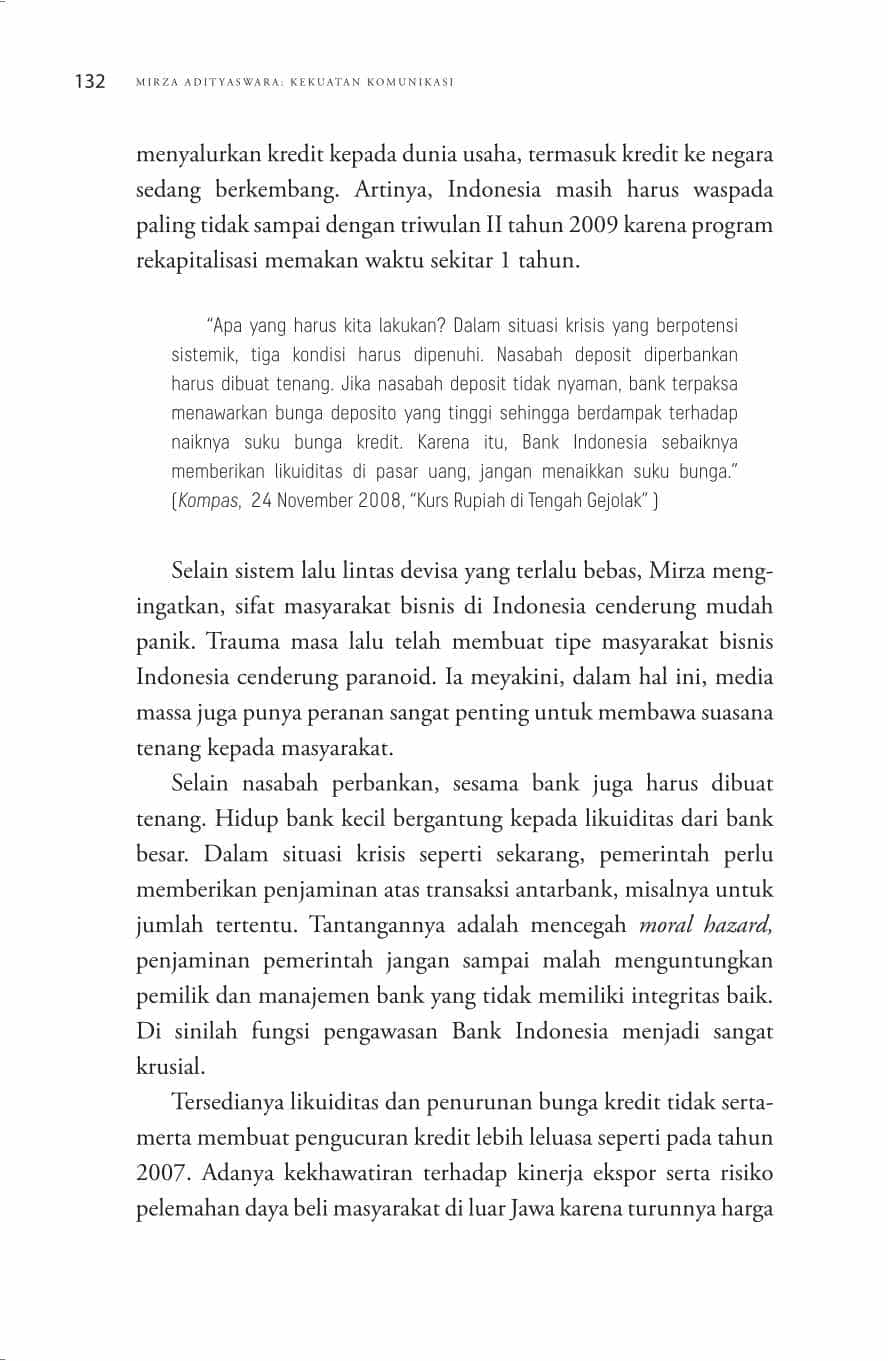 132 MIRZA ADITYASWARA: KEKUATAN KOMUNIKASI
menyalurkan kredit kepada dunia usaha, termasuk kredit ke negara
sedang berkembang. Artinya, Indonesia masih harus waspada
paling tidak sampai dengan triwulan II tahun 2009 karena program
rekapitalisasi memakan waktu sekitar 1 tahun.
“Apa yang harus kita lakukan? Dalam situasi krisis yang berpotensi
sistemik, tiga kondisi harus dipenuhi. Nasabah deposit diperbankan
harus dibuat tenang. Jika nasabah deposit tidak nyaman, bank terpaksa
menawarkan bunga deposito yang tinggi sehingga berdampak terhadap
naiknya suku bunga kredit. Karena itu, Bank Indonesia sebaiknya
memberikan likuiditas di pasar uang, jangan menaikkan suku bunga.”
(Kompas, 24 November 2008, “Kurs Rupiah di Tengah Gejolak” )
Selain sistem lalu lintas devisa yang terlalu bebas, Mirza meng-
ingatkan, sifat masyarakat bisnis di Indonesia cenderung mudah
panik. Trauma masa lalu telah membuat tipe masyarakat bisnis
Indonesia cenderung paranoid. Ia meyakini, dalam hal ini, media
massa juga punya peranan sangat penting untuk membawa suasana
tenang kepada masyarakat.
Selain nasabah perbankan, sesama bank juga harus dibuat
tenang. Hidup bank kecil bergantung kepada likuiditas dari bank
besar. Dalam situasi krisis seperti sekarang, pemerintah perlu
memberikan penjaminan atas transaksi antarbank, misalnya untuk
jumlah tertentu. Tantangannya adalah mencegah moral hazard,
penjaminan pemerintah jangan sampai malah menguntungkan
pemilik dan manajemen bank yang tidak memiliki integritas baik.
Di sinilah fungsi pengawasan Bank Indonesia menjadi sangat
krusial.
Tersedianya likuiditas dan penurunan bunga kredit tidak serta-
merta membuat pengucuran kredit lebih leluasa seperti pada tahun
2007. Adanya kekhawatiran terhadap kinerja ekspor serta risiko
pelemahan daya beli masyarakat di luar Jawa karena turunnya harga